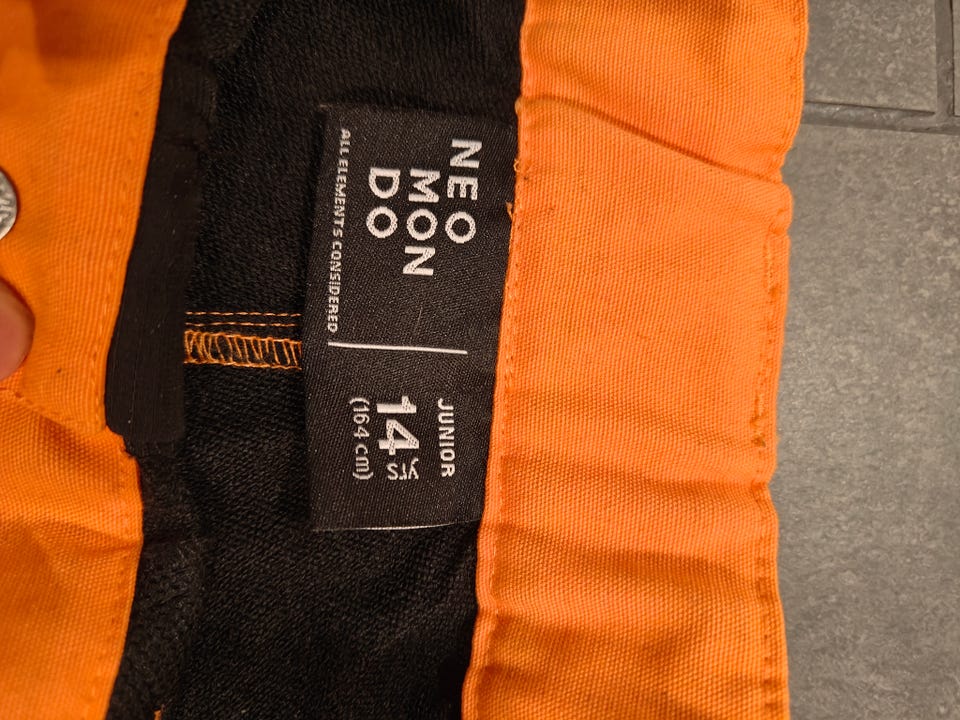 NEO
MON
DO
ALL ELEMENTS CONSIDERED
JUNIOR
14 yrs
(164 cm)